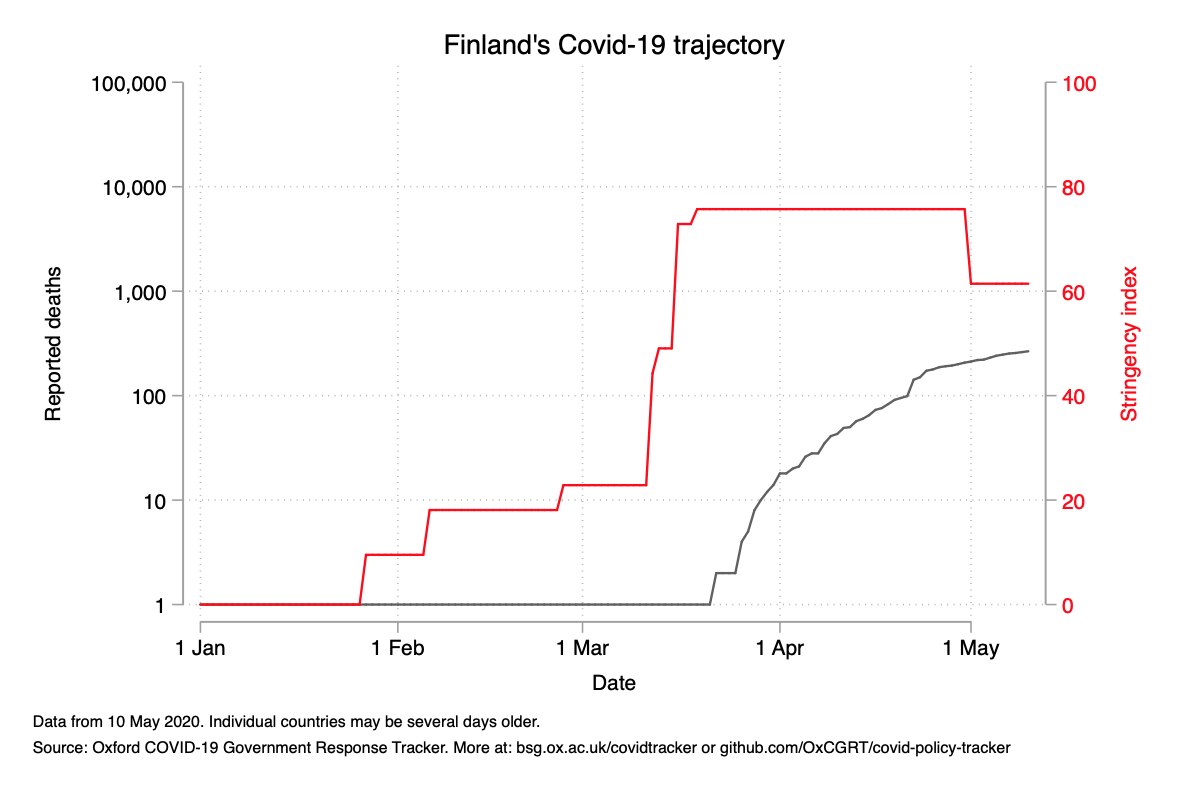 Finland's Covid-19 trajectory
100,000
10,000
1,000
100
10
1
Reported deaths
100
80
60
40
20
0
Stringency index
1 Jan
1 Feb
1 Mar
1 Apr
1 May
Date
Data from 10 May 2020. Individual countries may be several days older.
Source: Oxford COVID-19 Government Response Tracker. More at: bsg.ox.ac.uk/covidtracker or github.com/OxCGRT/covid-policy-tracker